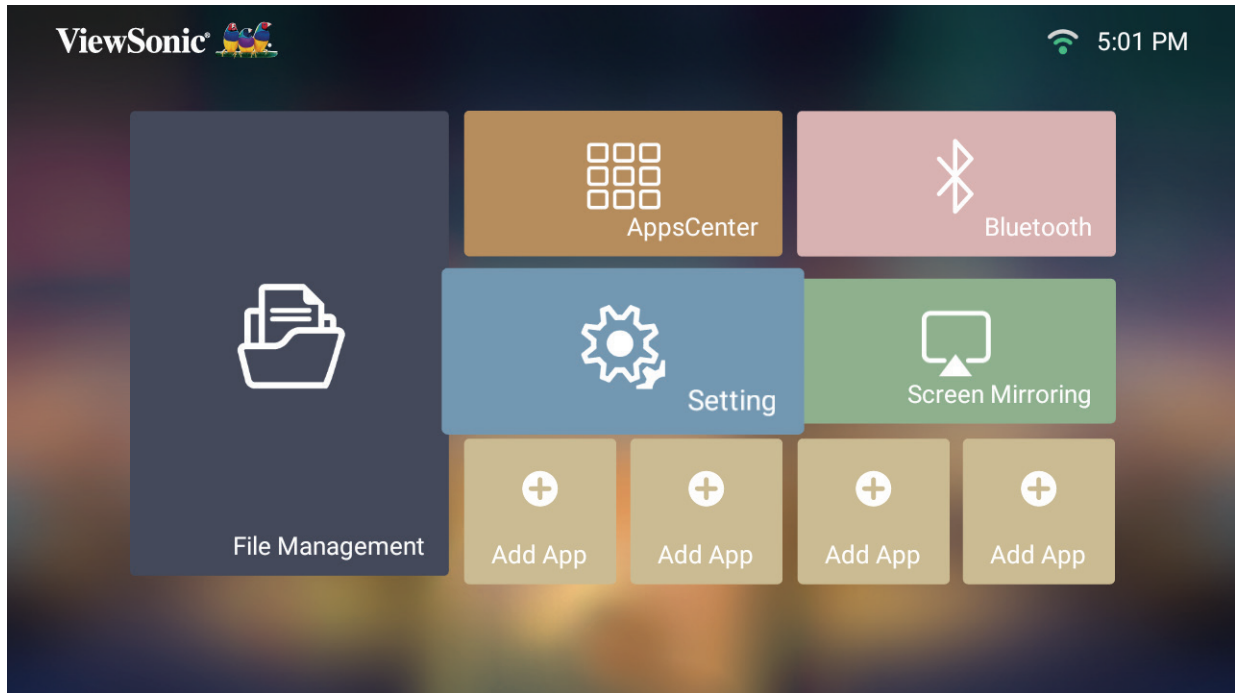 ViewSonic®
5:01 PM
AppsCenter
Bluetooth
Setting
Screen Mirroring
File Management
Add App
Add App
Add App
Add App